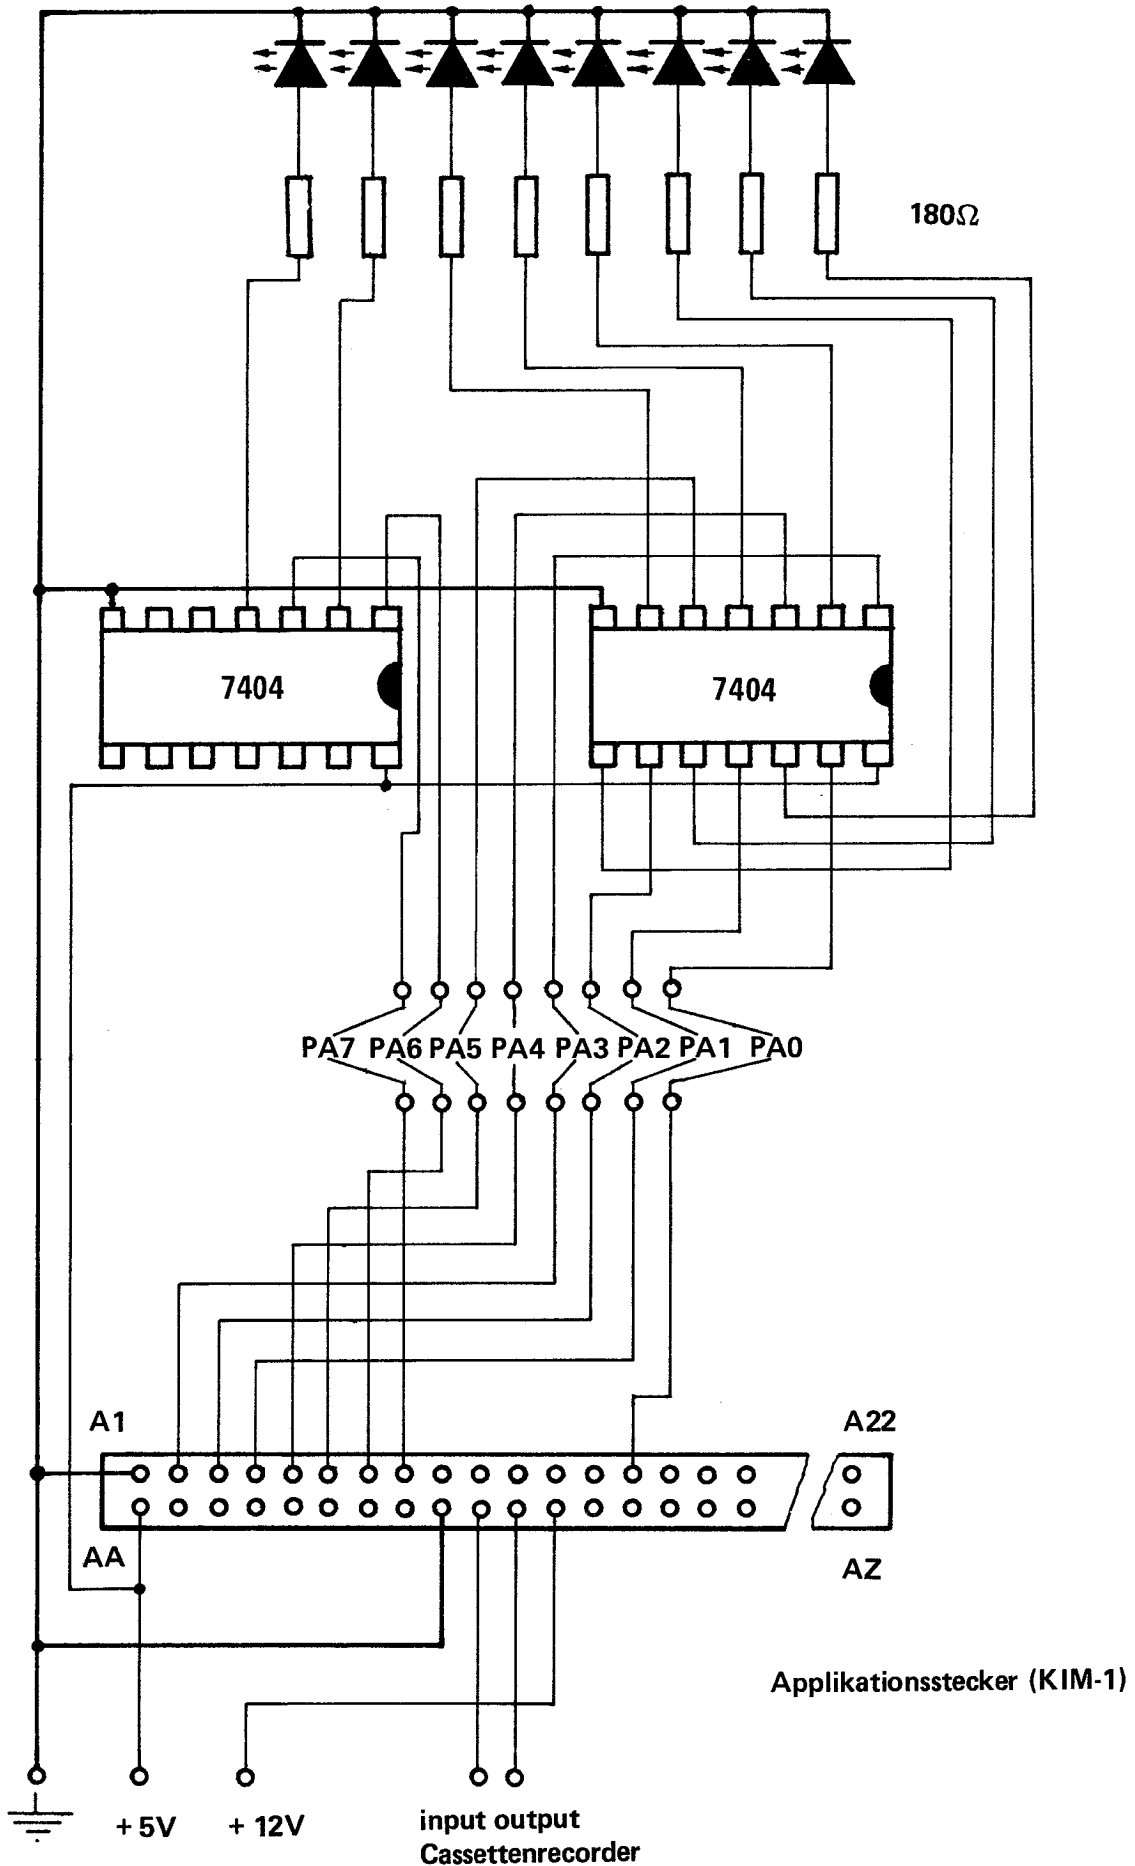 180Ω
7404
7404
PA7 PA6 PA5 PA4 PA3 PA2 PA1 PA0
A1
A22
AA
AZ
Applikationsstecker (KIM-1)
+5V
+12V
input output
Cassettenrecorder